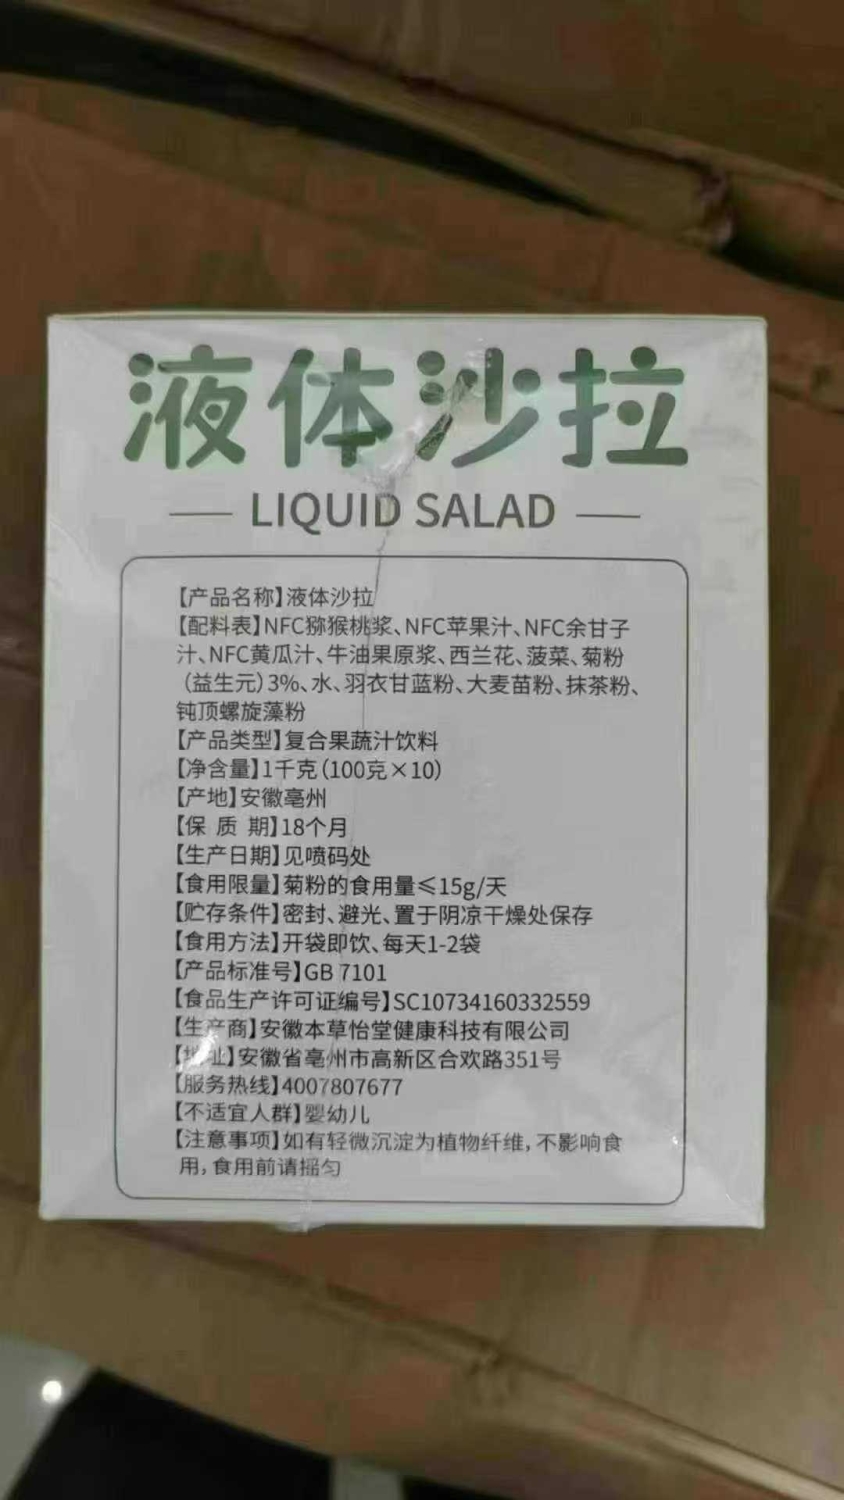 液体沙拉
LIQUID SALAD
【产品名称】液体沙拉
【配料表】NFC猕猴桃浆、NFC苹果汁、NFC余甘子
汁、NFC黄瓜汁、牛油果原浆、西兰花、菠菜、菊粉
(益生元)3%、水、羽衣甘蓝粉、大麦苗粉、抹茶粉、
钝顶螺旋藻粉
【产品类型】复合果蔬汁饮料
【净含量】1千克(100克×10)
【产地】安徽亳州
【保 质 期】18个月
【生产日期】见喷码处
【食用限量】菊粉的食用量≤15g/天
【贮存条件】密封、避光、置于阴凉干燥处保存
【食用方法】开袋即饮、每天1-2袋
【产品标准号】GB 7101
【食品生产许可证编号】SC10734160332559
【生产商】安徽本草怡堂健康科技有限公司
【地址】安徽省亳州市高新区合欢路351号
【服务热线】4007807677
【不适宜人群】婴幼儿
【注意事项】如有轻微沉淀为植物纤维,不影响食
用,食用前请摇匀